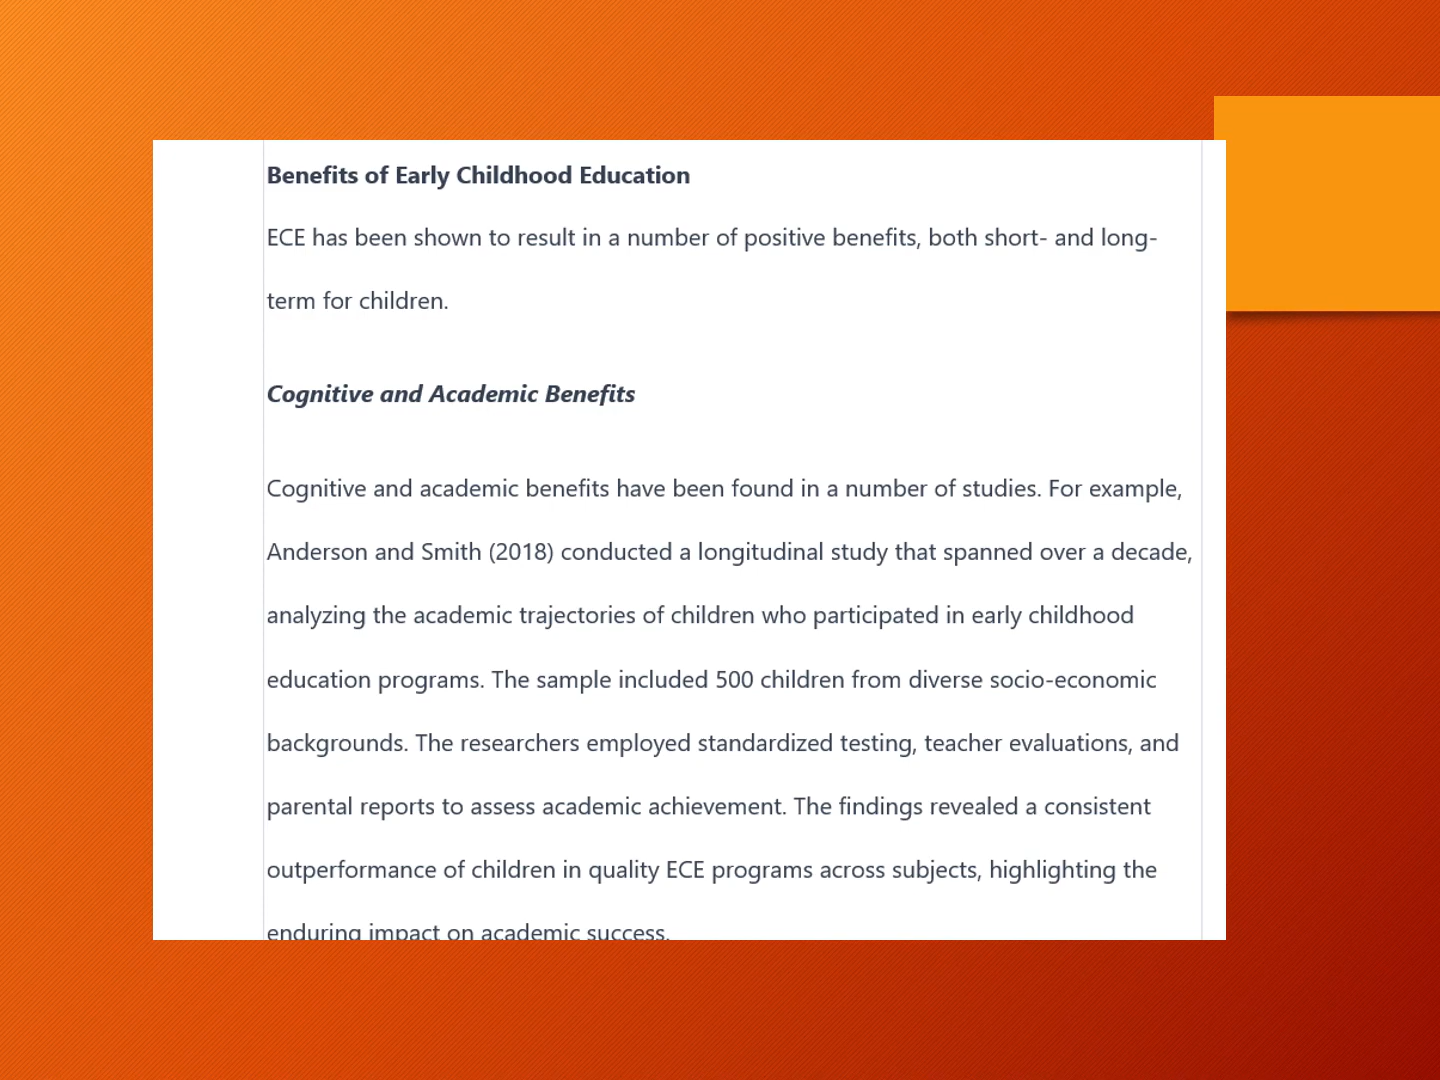 Benefits of Early Childhood Education
ECE has been shown to result in a number of positive benefits, both short- and long-
term for children.
Cognitive and Academic Benefits
Cognitive and academic benefits have been found in a number of studies. For example,
Anderson and Smith (2018) conducted a longitudinal study that spanned over a decade,
analyzing the academic trajectories of children who participated in early childhood
education programs. The sample included 500 children from diverse socio-economic
backgrounds. The researchers employed standardized testing, teacher evaluations, and
parental reports to assess academic achievement. The findings revealed a consistent
outperformance of children in quality ECE programs across subjects, highlighting the
enduring impact on academic success.